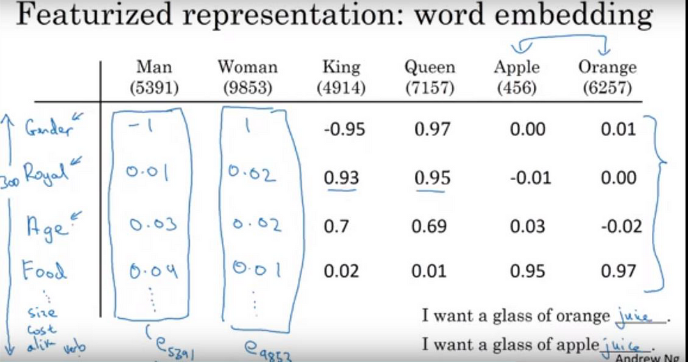 Featurized representation: word embedding
Man Woman King Queen Apple Orange
(5391) (9853) (4914) (7157) (456) (6257)
Gender -1 1 -0.95 0.97 0.00 0.01
300 Royal 0.01 0.02 0.93 0.95 -0.01 0.00
Age 0.03 0.02 0.7 0.69 0.03 -0.02
Food 0.04 0.01 0.02 0.01 0.95 0.97
size
cost
I want a glass of orange juice.
alive verb
e5391 e9853
I want a glass of apple juice.
Andrew Ng